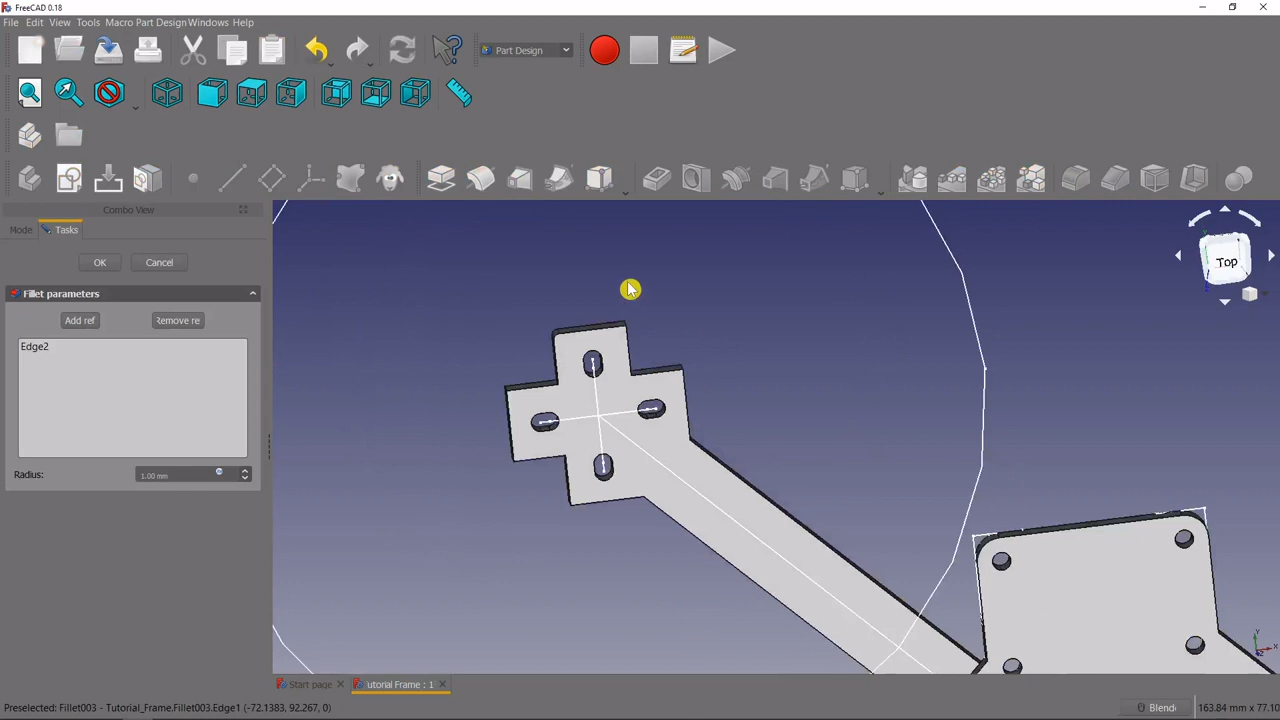 FreeCAD 0.18
File Edit View Tools Macro Part Design Windows Help
Part Design
Combo View
Mode Tasks
OK Cancel
Fillet parameters
Add ref Remove re
Edge2
Radius: 1.00 mm
Top
Y
X
Start page utorial Frame : 1
Preselected: Fillet003 - Tutorial_Frame.Fillet003.Edge1 (-72.1383, 92.267, 0) Blend 163.84 mm x 77.10